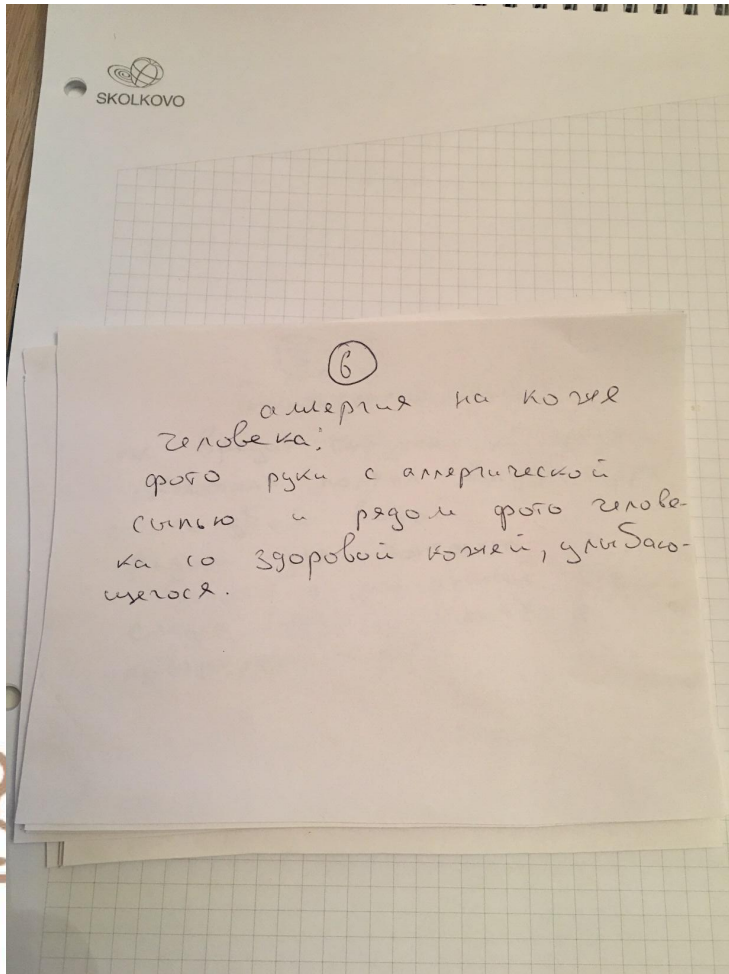 SKOLKOVO
6
аллергия на коже
человека:
фото руки с аллергической
сыпью и рядом фото челове-
ка со здоровой кожей, улыбаю-
щегося.